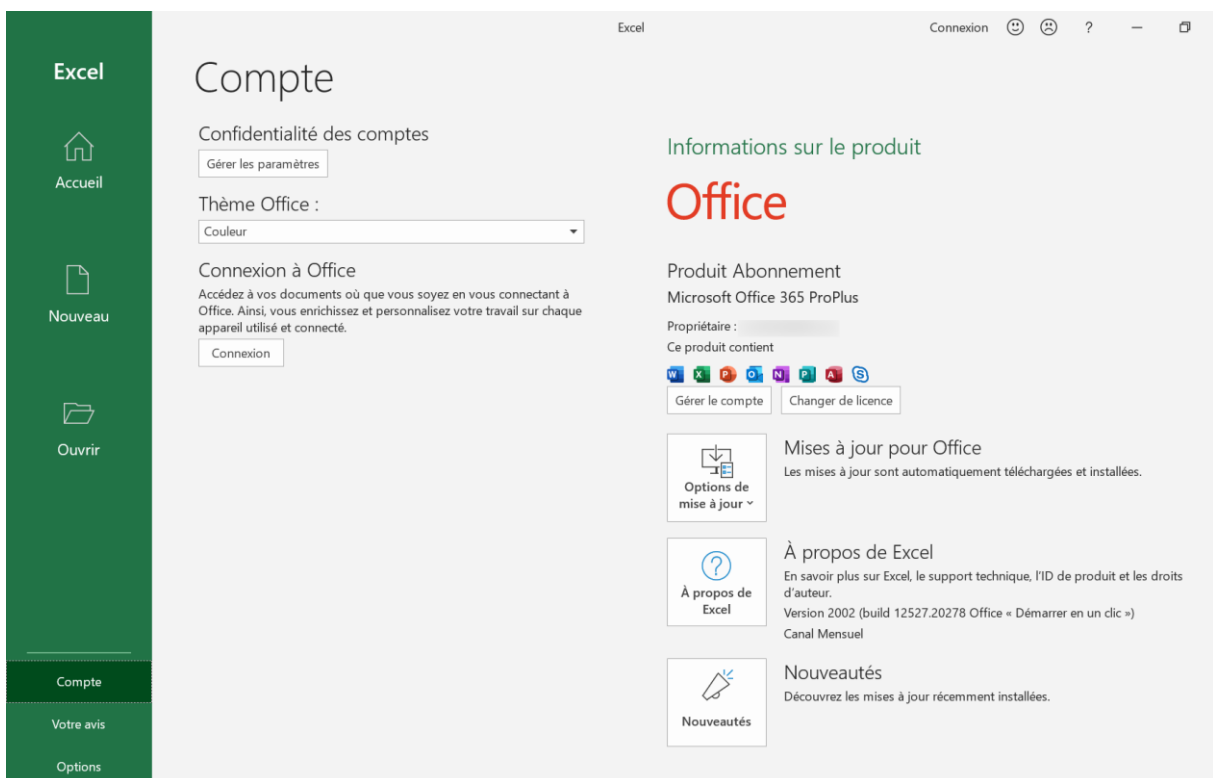 Excel
Connexion
?
Excel
Accueil
Nouveau
Ouvrir
Compte
Votre avis
Options
Compte
Confidentialité des comptes
Gérer les paramètres
Thème Office :
Couleur
Connexion à Office
Accédez à vos documents où que vous soyez en vous connectant à
Office. Ainsi, vous enrichissez et personnalisez votre travail sur chaque
appareil utilisé et connecté.
Connexion
Informations sur le produit
Office
Produit Abonnement
Microsoft Office 365 ProPlus
Propriétaire :
Ce produit contient
Gérer le compte
Changer de licence
Options de
mise à jour
Mises à jour pour Office
Les mises à jour sont automatiquement téléchargées et installées.
À propos de
Excel
À propos de Excel
En savoir plus sur Excel, le support technique, l'ID de produit et les droits
d'auteur.
Version 2002 (build 12527.20278 Office « Démarrer en un clic »)
Canal Mensuel
Nouveautés
Nouveautés
Découvrez les mises à jour récemment installées.